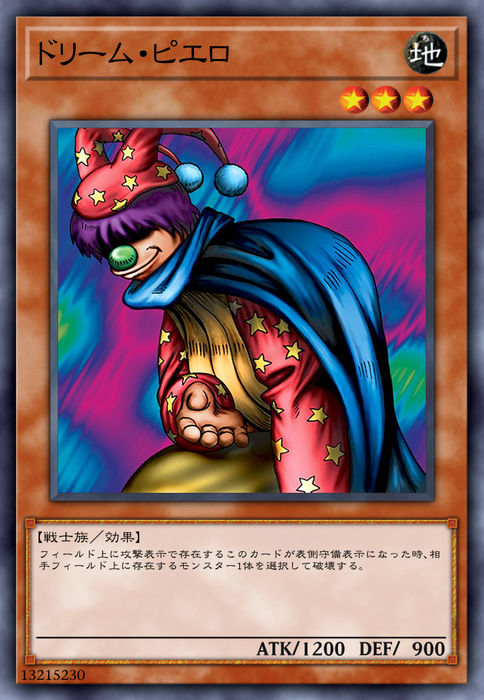 ドリーム・ピエロ
ち
地
【戦士族／効果】
フィールド上に攻撃表示で存在するこのカードが表側守備表示になった時、相
手フィールド上に存在するモンスター1体を選択して破壊する。
ATK/1200 DEF/ 900
13215230